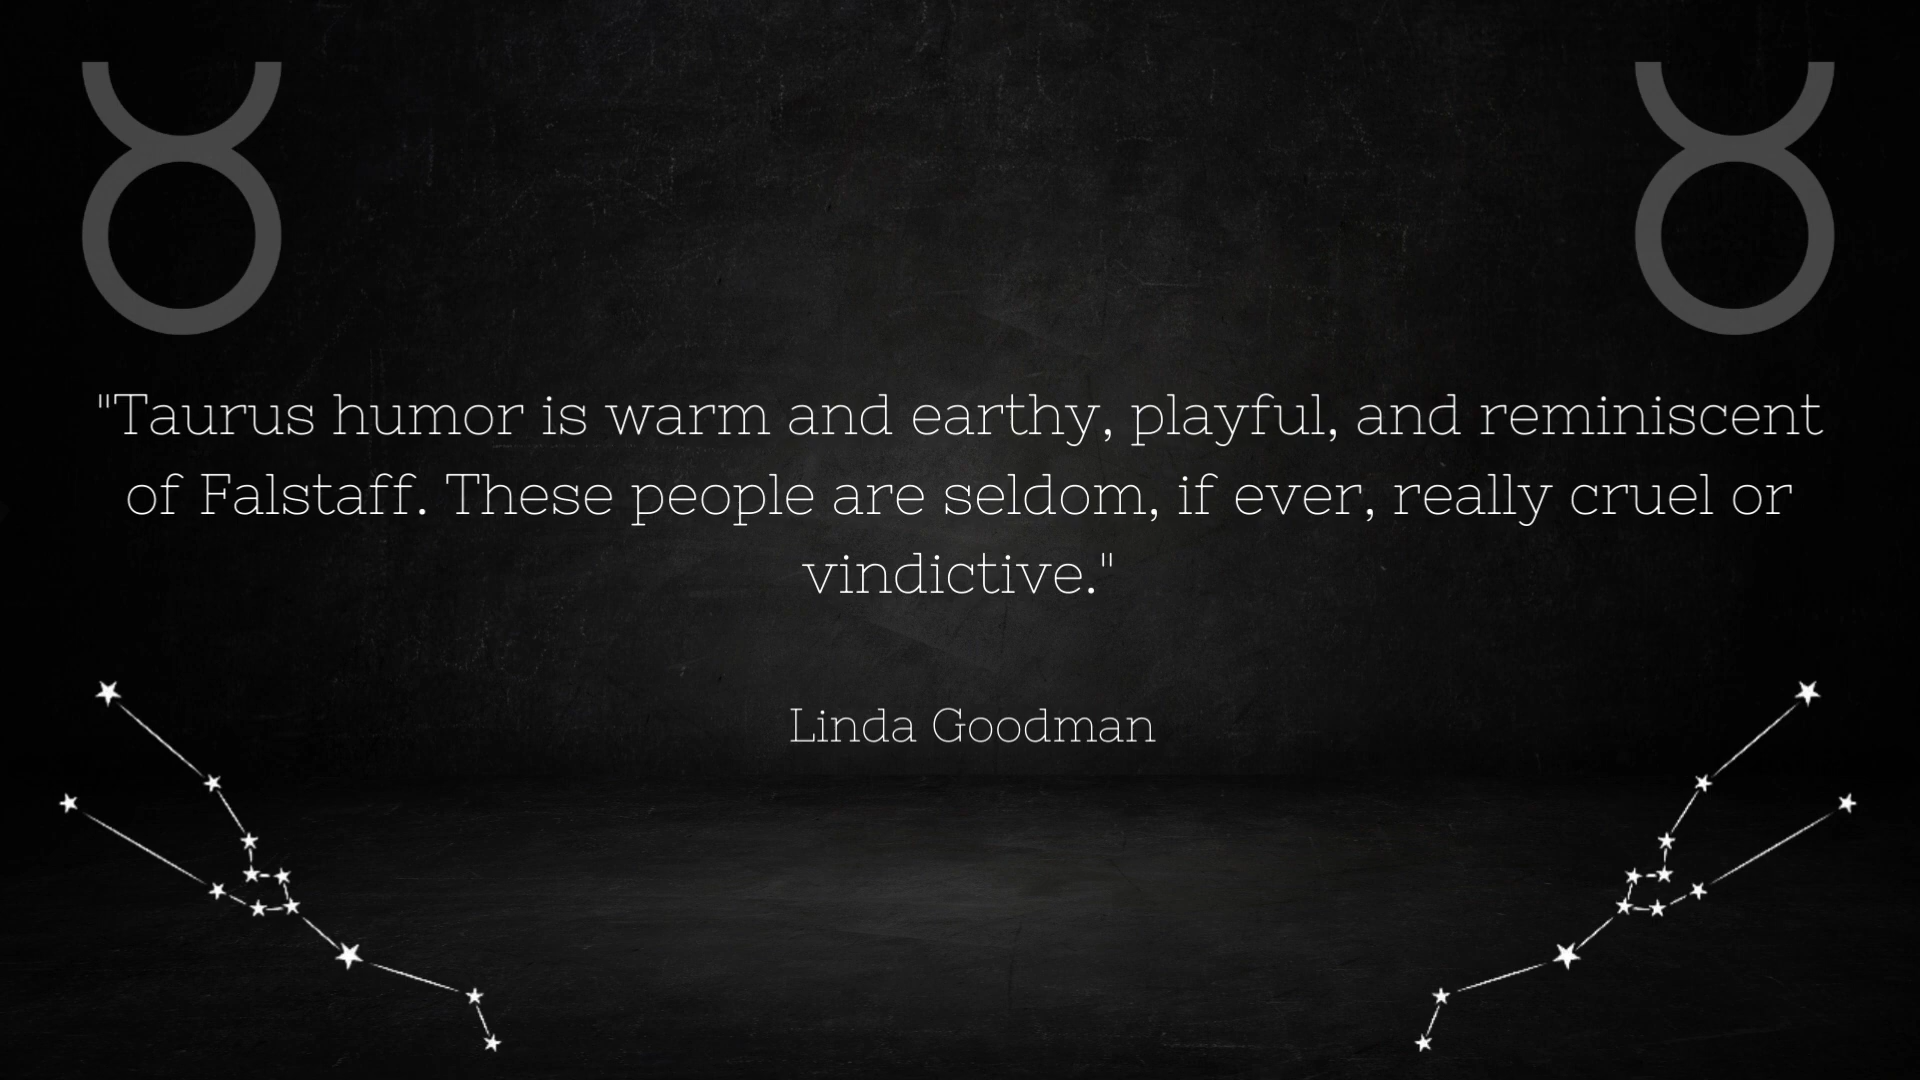 "Taurus humor is warm and earthy, playful, and reminiscent
of Falstaff. These people are seldom, if ever, really cruel or
vindictive."
Linda Goodman